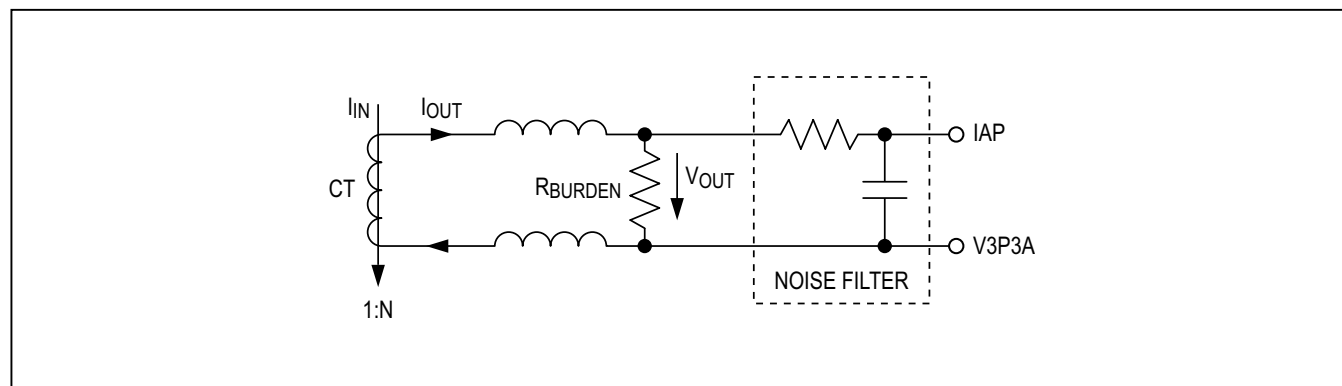 IIN
IOUT
IAP
CT
RBURDEN
VOUT
V3P3A
NOISE FILTER
1:N